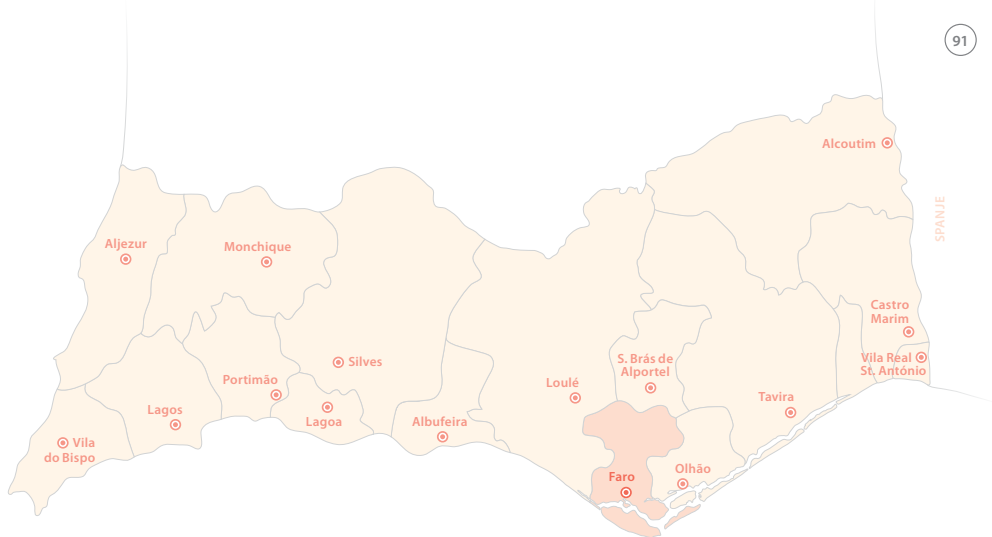 91
Alcoutim
SPANJE
Aljezur
Monchique
Castro
Marim
Vila Real
St. António
S. Brás de
Alportel
Silves
Portimão
Loulé
Tavira
Lagos
Lagoa
Albufeira
Vila
do Bispo
Faro
Olhão